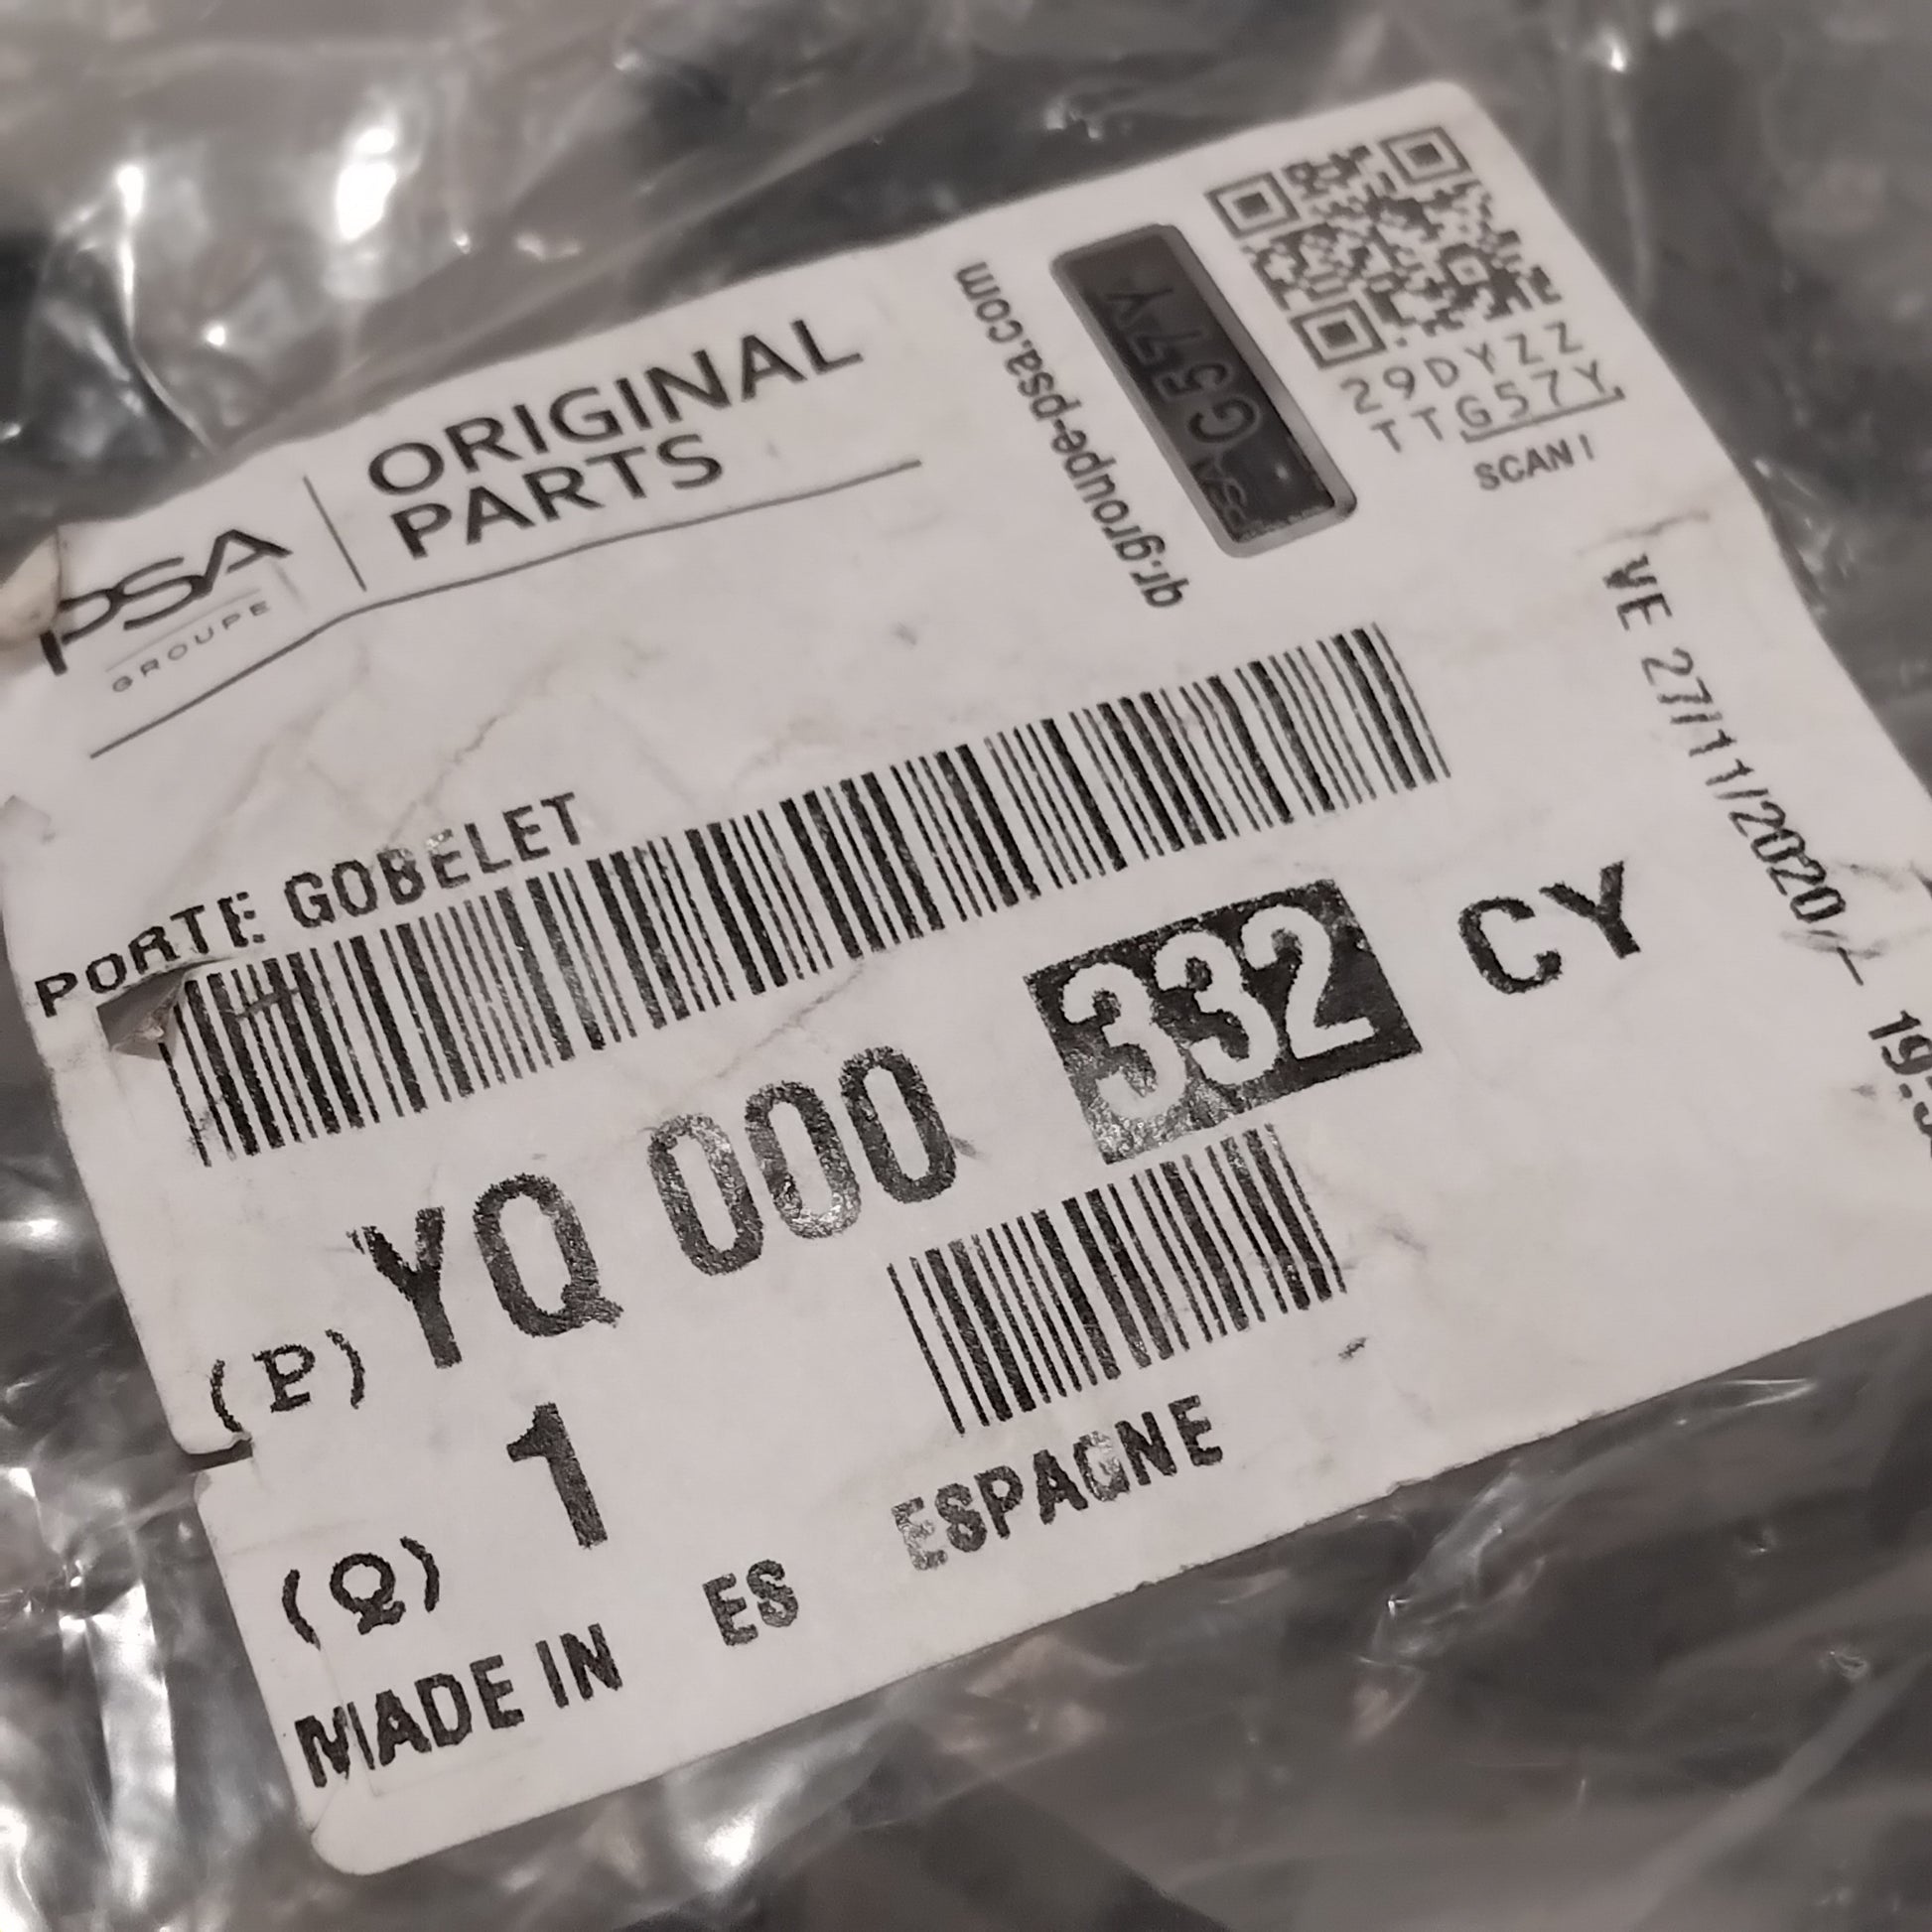 PSA
GROUPE
ORIGINAL
PARTS
qr.groupe-psa.com
G57Y
29DYZZ
TTG57Y
SCAN!
VE 27/11/2020
PORTE GOBELET
(P) YQ 000 332 CY
(Q) 1
MADE IN ES ESPAGNE